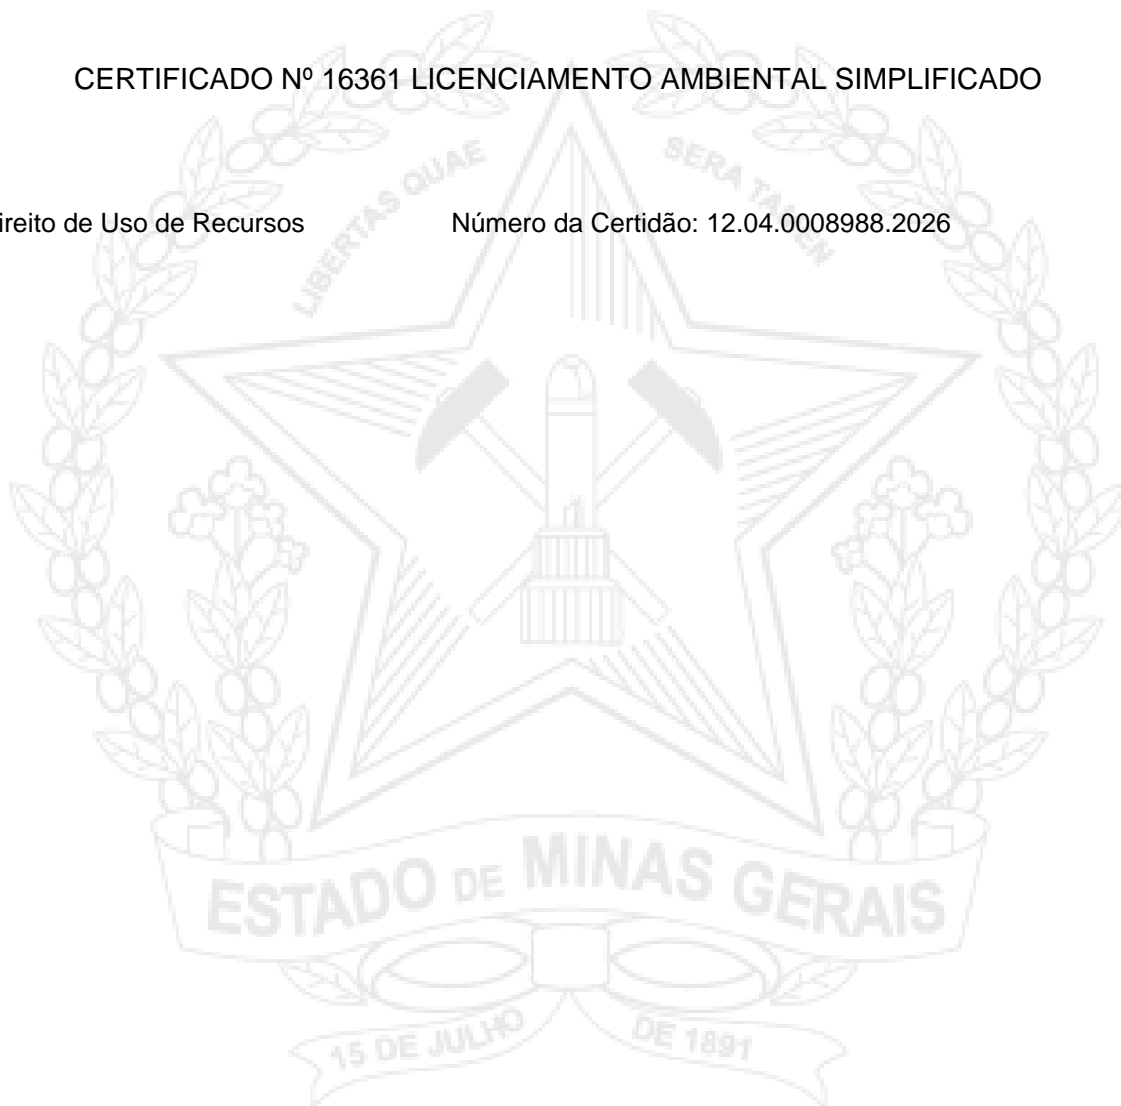 CERTIFICADO Nº 16361 LICENCIAMENTO AMBIENTAL SIMPLIFICADO
LIBERTAS QUAE SERA TAMEN
ireito de Uso de Recursos Número da Certidão: 12.04.0008988.2026
ESTADO DE MINAS GERAIS
15 DE JULHO DE 1891